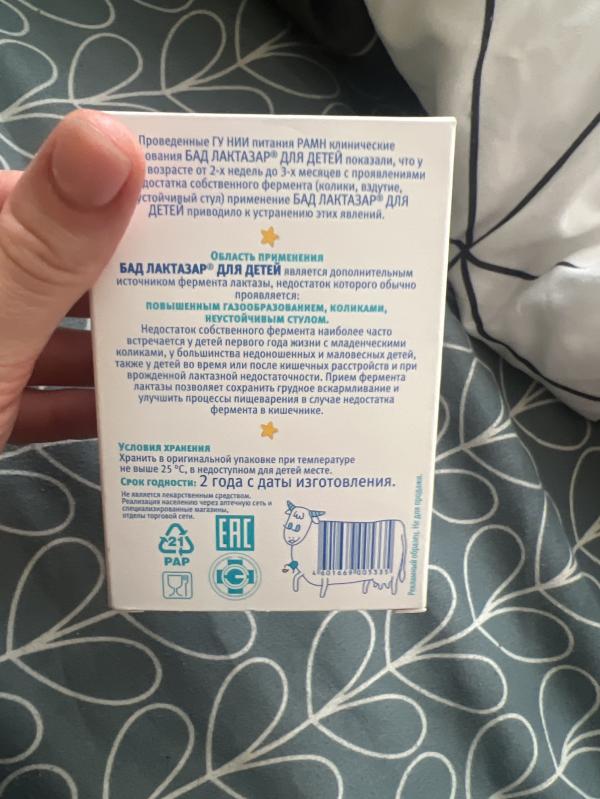 Проведенные ГУ НИИ питания РАМН клинические
БАД ЛАКТАЗАР® ДЛЯ ДЕТЕЙ показали, что у
возрасте от 2-х недель до 3-х месяцев с проявлениями
собственного фермента (колики, вздутие,
применение БАД ЛАКТАЗАР® ДЛЯ
ДЕТЕЙ приводило к устранению этих явлений.
ОБЛАСТЬ ПРИМЕНЕНИЯ
БАД ЛАКТАЗАР® ДЛЯ ДЕТЕЙ является дополнительным
источником фермента лактазы, недостаток которого обычно
проявляется:
ПОВЫШЕННЫМ ГАЗООБРАЗОВАНИЕМ, КОЛИКАМИ,
НЕУСТОЙЧИВЫМ СТУЛОМ.
Недостаток собственного фермента наиболее часто
встречается у детей первого года жизни с младенческими
коликами, у большинства недоношенных и маловесных детей,
также у детей во время или после кишечных расстройств и при
врожденной лактазной недостаточности. Прием фермента
лактазы позволяет сохранить грудное вскармливание и
улучшить процессы пищеварения в случае недостатка
фермента в кишечнике.
УСЛОВИЯ ХРАНЕНИЯ
Хранить в оригинальной упаковке при температуре
не выше 25 °С, в недоступном для детей месте.
СРОК ГОДНОСТИ: 2 года с даты изготовления.
Не является лекарственным средством.
Реализация населению через аптечную сеть и
специализированные магазины,
отделы торговой сети.
21
PAP
EAC
4 601669 005335
Рекламный образец. Не для продажи.